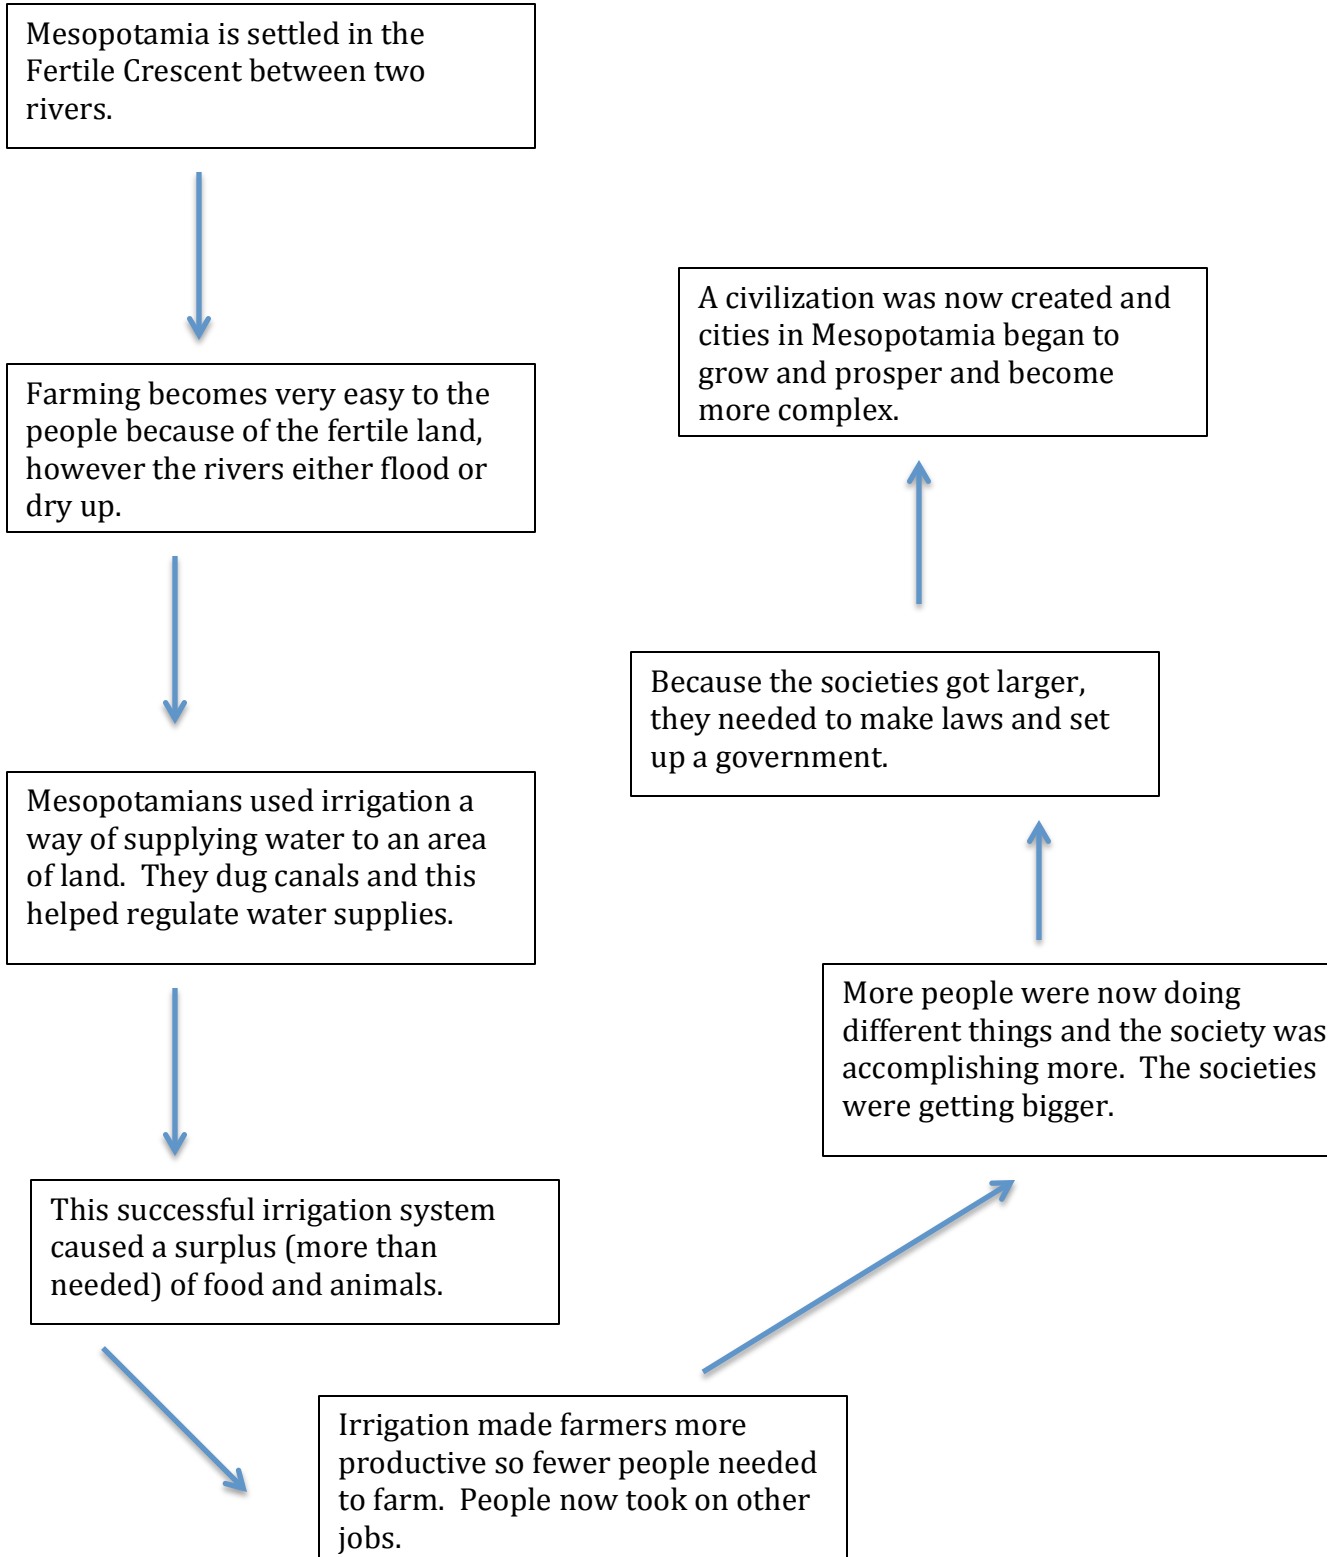 Mesopotamia is settled in the
Fertile Crescent between two
rivers.
Farming becomes very easy to the
people because of the fertile land,
however the rivers either flood or
dry up.
Mesopotamians used irrigation a
way of supplying water to an area
of land.  They dug canals and this
helped regulate water supplies.
This successful irrigation system
caused a surplus (more than
needed) of food and animals.
Irrigation made farmers more
productive so fewer people needed
to farm.  People now took on other
jobs.
More people were now doing
different things and the society was
accomplishing more.  The societies
were getting bigger.
Because the societies got larger,
they needed to make laws and set
up a government.
A civilization was now created and
cities in Mesopotamia began to
grow and prosper and become
more complex.